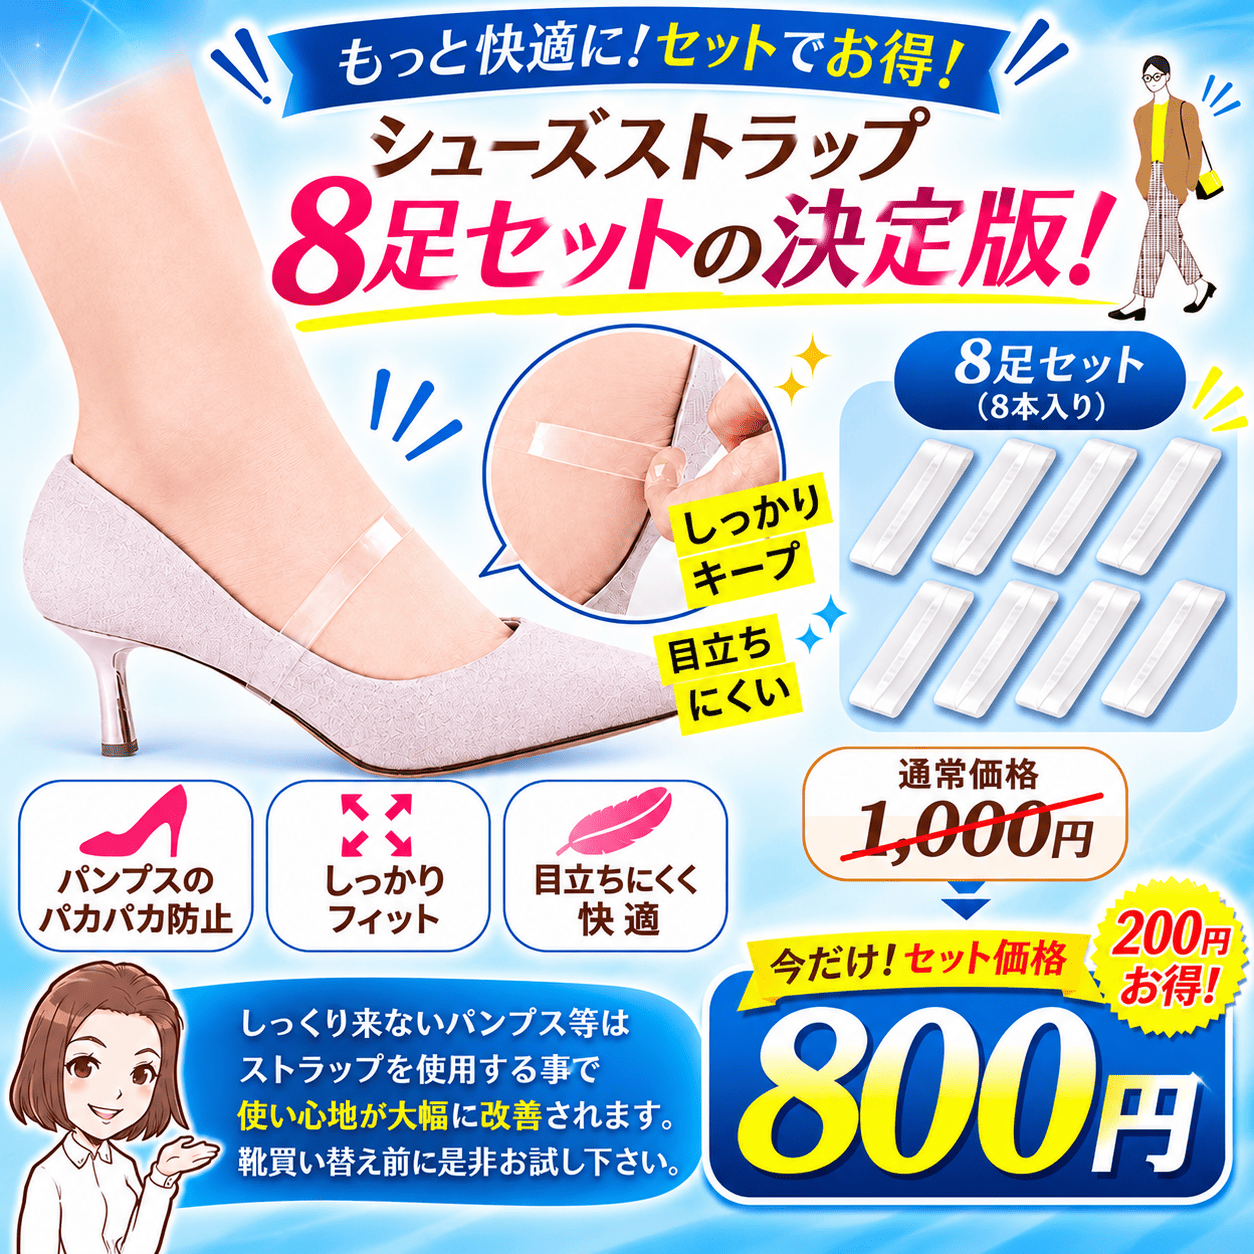 もっと快適に!セットでお得!
シューズストラップ
8足セットの決定版!
8足セット
(8本入り)
しっかり
キープ
目立ち
にくい
パンプスの
パカパカ防止
しっかり
フィット
目立ちにくく
快適
通常価格
1,000円
今だけ!セット価格
200円
お得!
800円
しっくり来ないパンプス等は
ストラップを使用する事で
使い心地が大幅に改善されます。
靴買い替え前に是非お試し下さい。